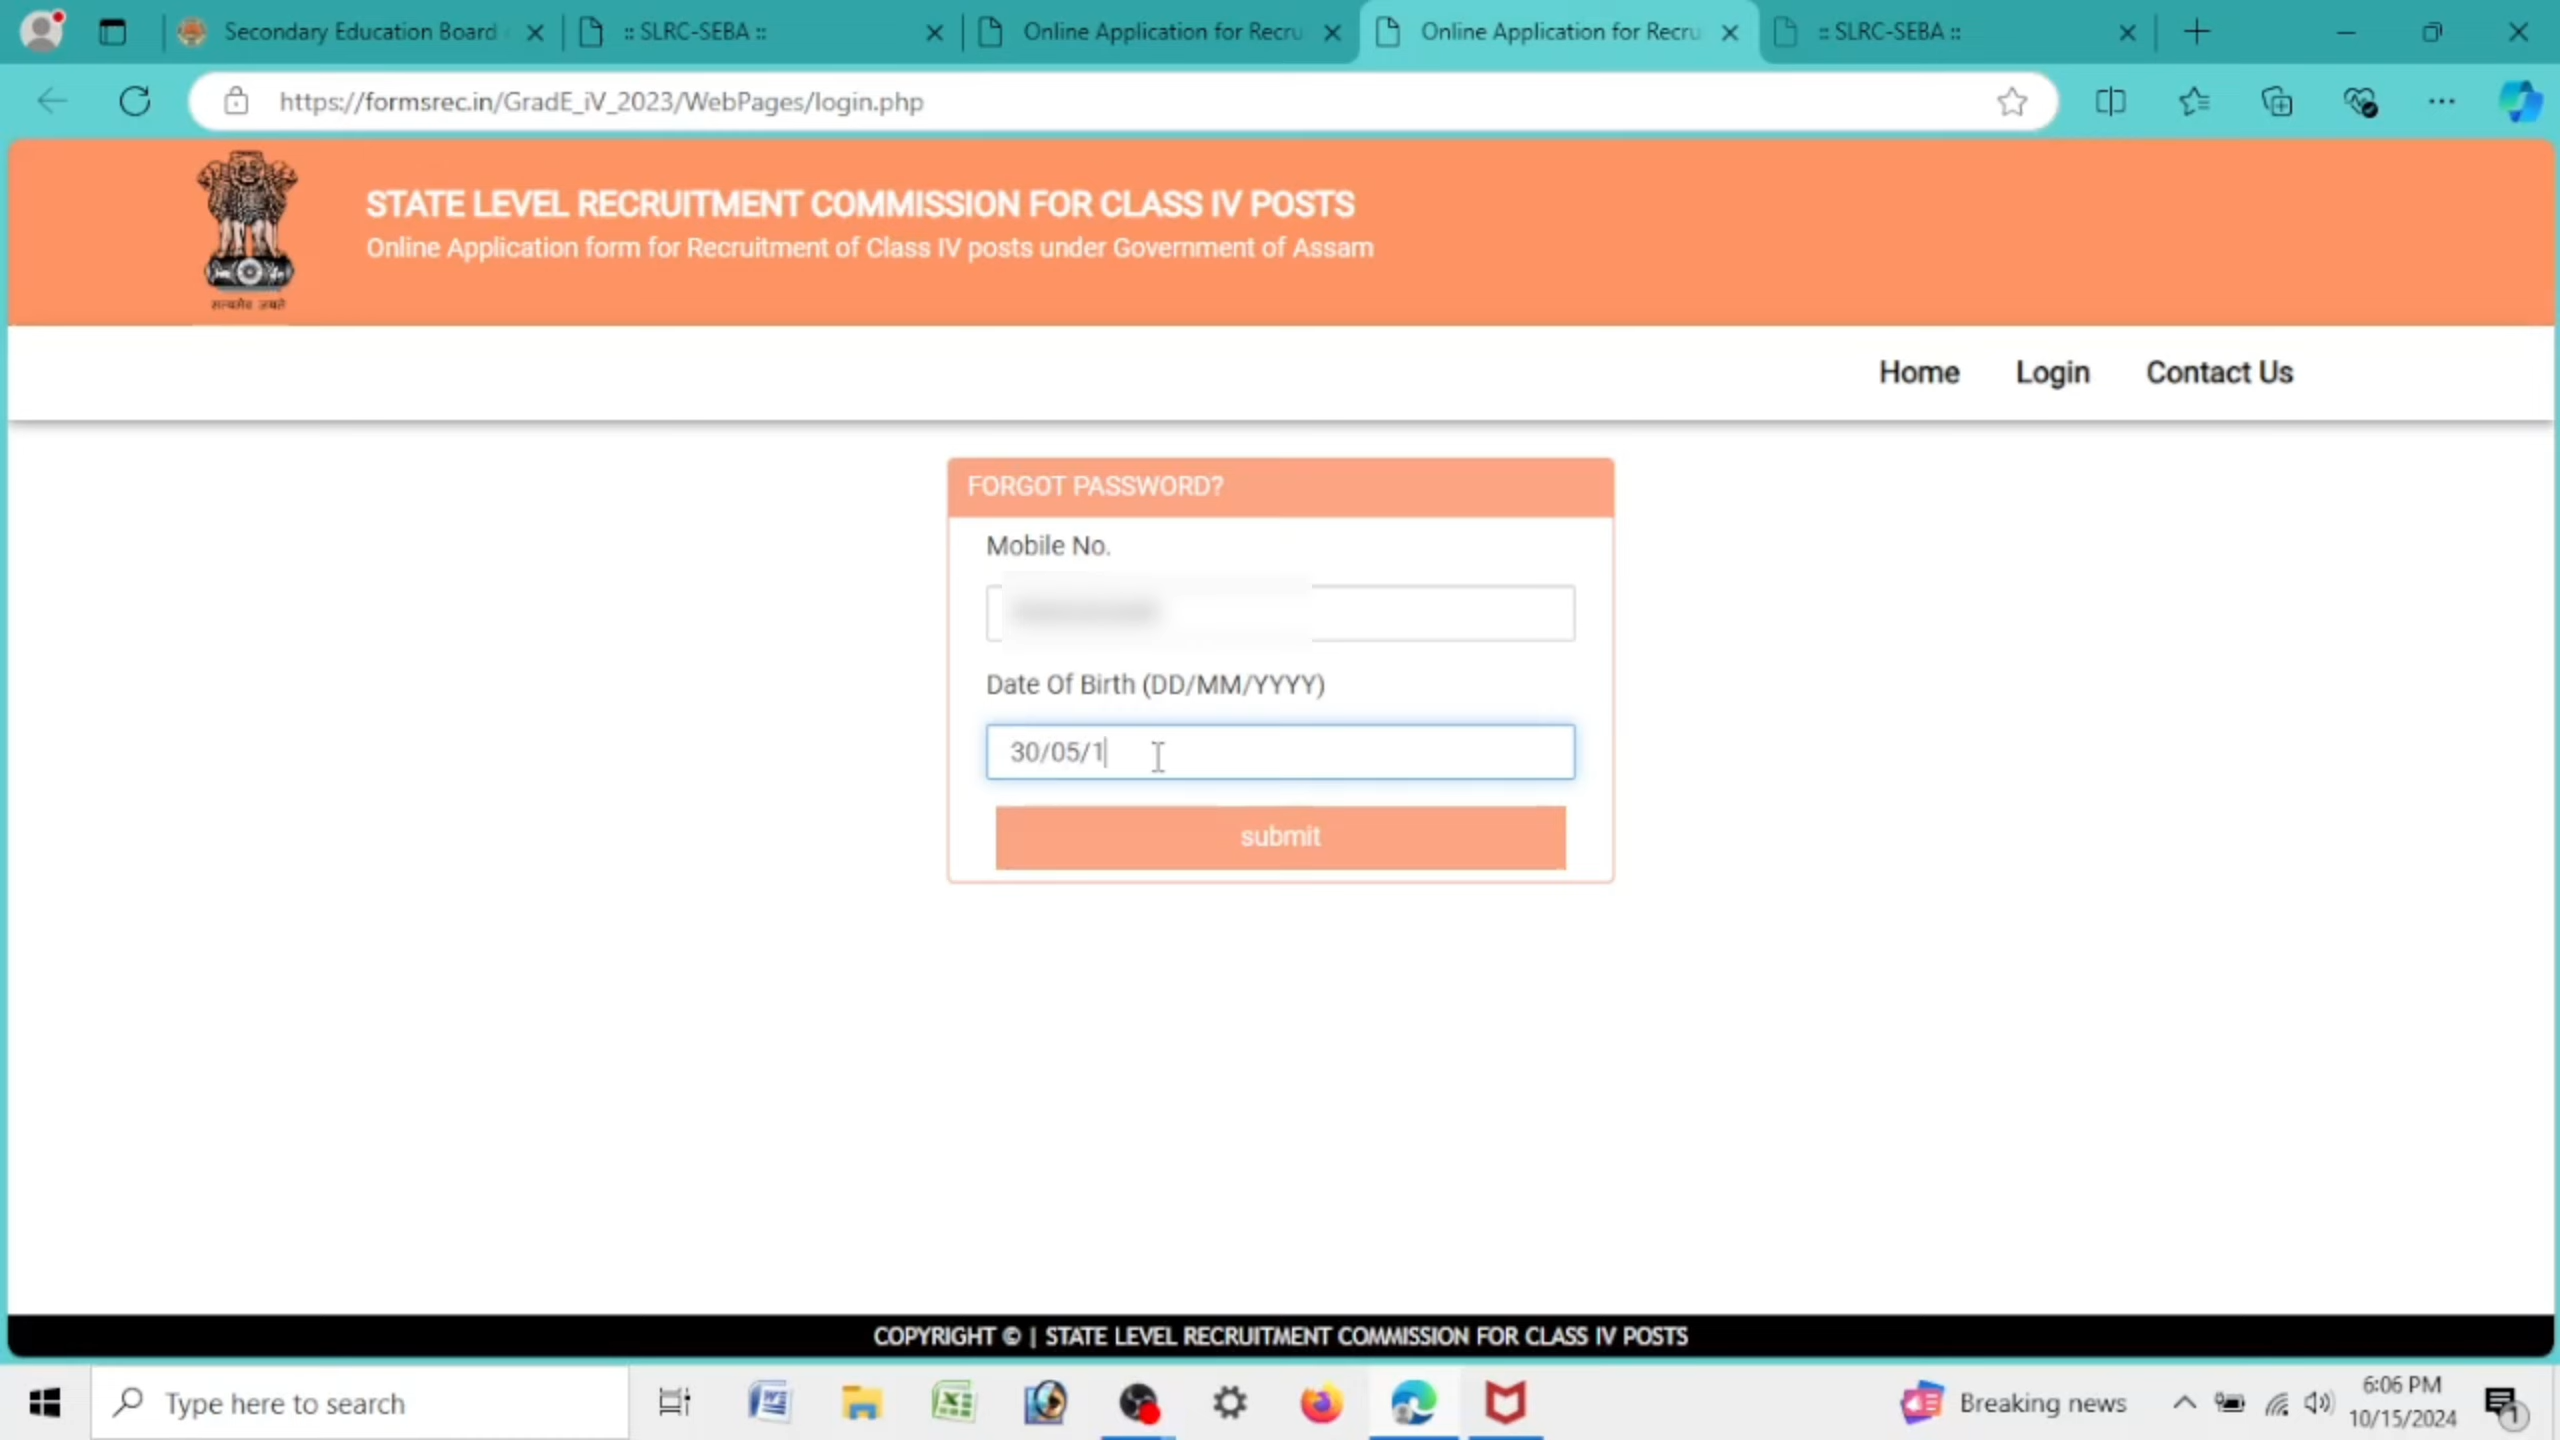 Secondary Education Board
:: SLRC-SEBA ::
Online Application for Recru
Online Application for Recru
:: SLRC-SEBA ::
https://formsrec.in/GradE_iV_2023/WebPages/login.php
STATE LEVEL RECRUITMENT COMMISSION FOR CLASS IV POSTS
Online Application form for Recruitment of Class IV posts under Government of Assam
सत्यमेव जयते
Home Login Contact Us
FORGOT PASSWORD?
Mobile No.
Date Of Birth (DD/MM/YYYY)
30/05/1
submit
COPYRIGHT © | STATE LEVEL RECRUITMENT COMMISSION FOR CLASS IV POSTS
Type here to search
Breaking news
6:06 PM
10/15/2024
1